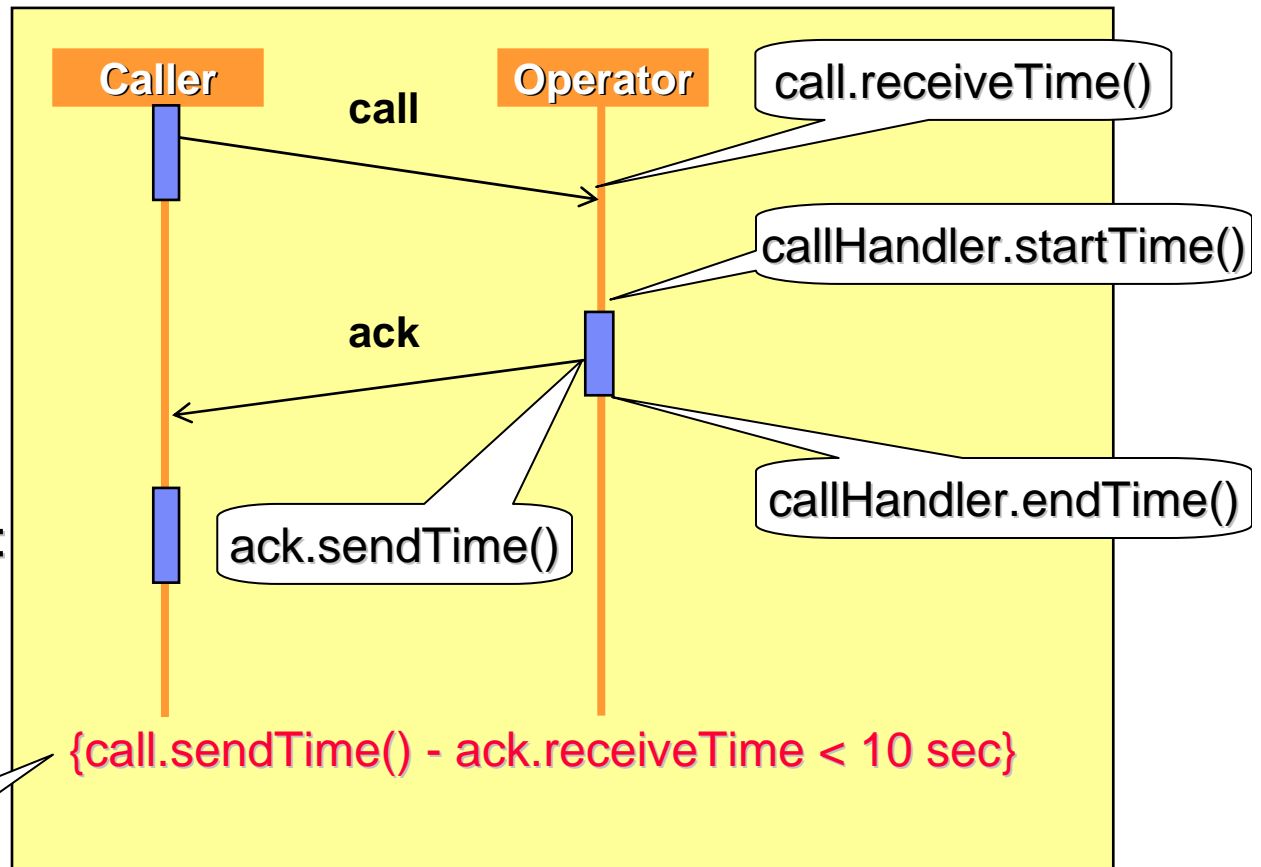 Caller
Operator
call.receiveTime()
call
callHandler.startTime()
ack
callHandler.endTime()
ack.sendTime()
:
{call.sendTime() - ack.receiveTime < 10 sec}